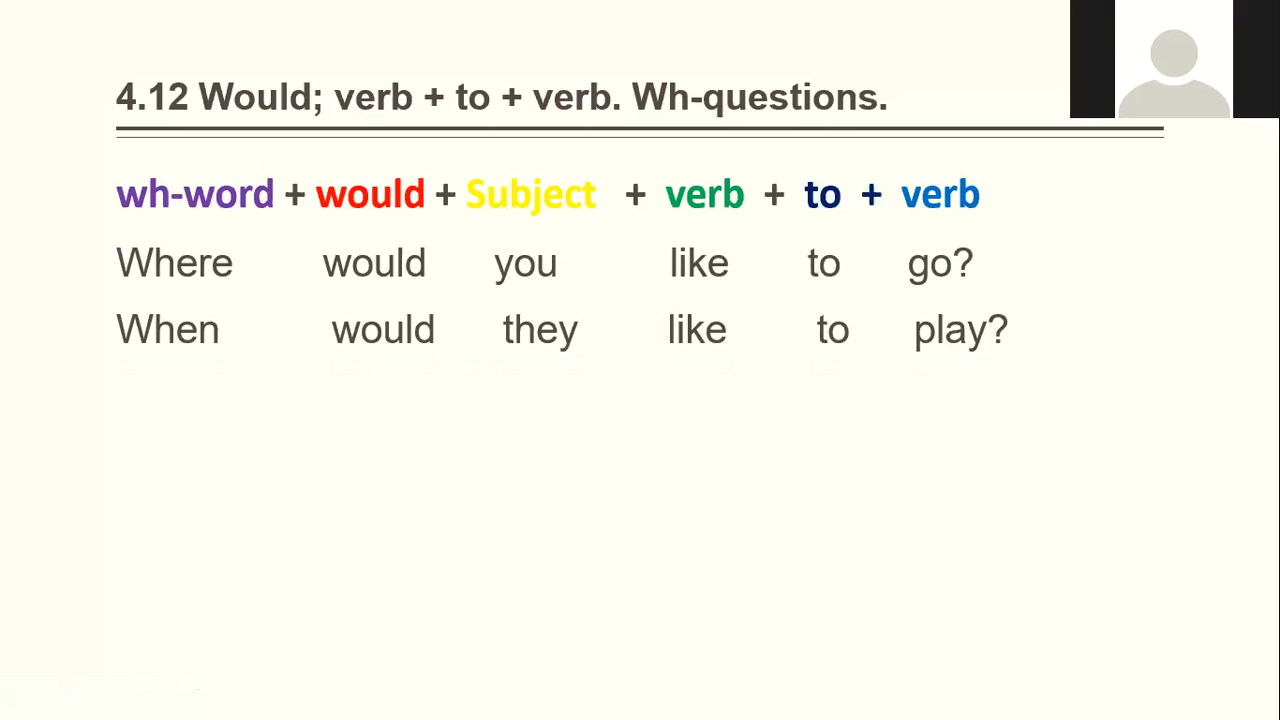 4.12 Would; verb + to + verb. Wh-questions.
wh-word + would + Subject + verb + to + verb
Where would you like to go?
When would they like to play?